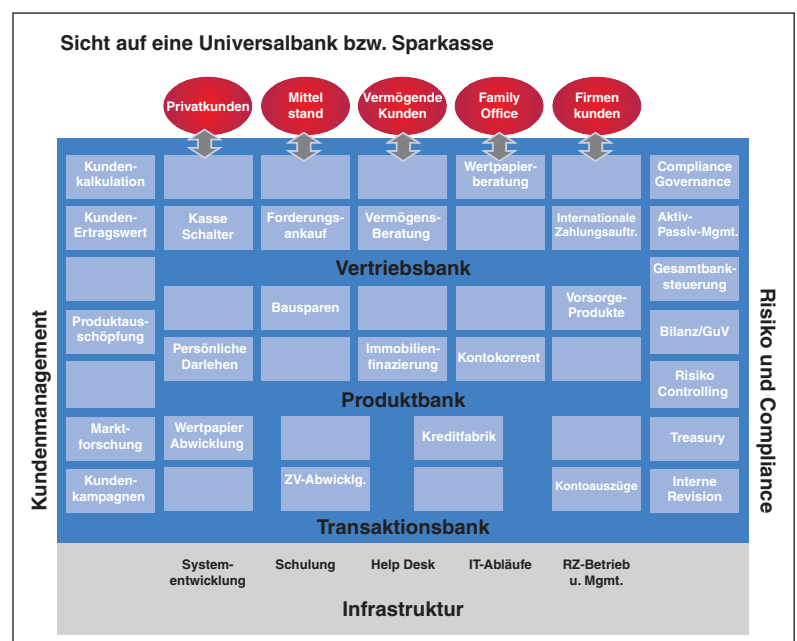 Sicht auf eine Universalbank bzw. Sparkasse
Privatkunden
Mittel
stand
Vermögende
Kunden
Family
Office
Firmen
kunden
Kunden-
kalkulation
Wertpapier-
beratung
Compliance
Governance
Kunden-
Ertragswert
Kasse
Schalter
Forderungs-
ankauf
Vermögens-
Beratung
Internationale
Zahlungsauftr.
Aktiv-
Passiv-Mgmt.
Vertriebsbank
Gesamtbank-
steuerung
Bausparen
Vorsorge-
Produkte
Produktaus-
schöpfung
Bilanz/GuV
Persönliche
Darlehen
Immobilien-
finazierung
Kontokorrent
Risiko
Controlling
Produktbank
Markt-
forschung
Wertpapier
Abwicklung
Kreditfabrik
Treasury
Kunden-
kampagnen
ZV-Abwicklg.
Kontoauszüge
Interne
Revision
Transaktionsbank
Kundenmanagement
Risiko und Compliance
System-
entwicklung
Schulung
Help Desk
IT-Abläufe
RZ-Betrieb
u. Mgmt.
Infrastruktur